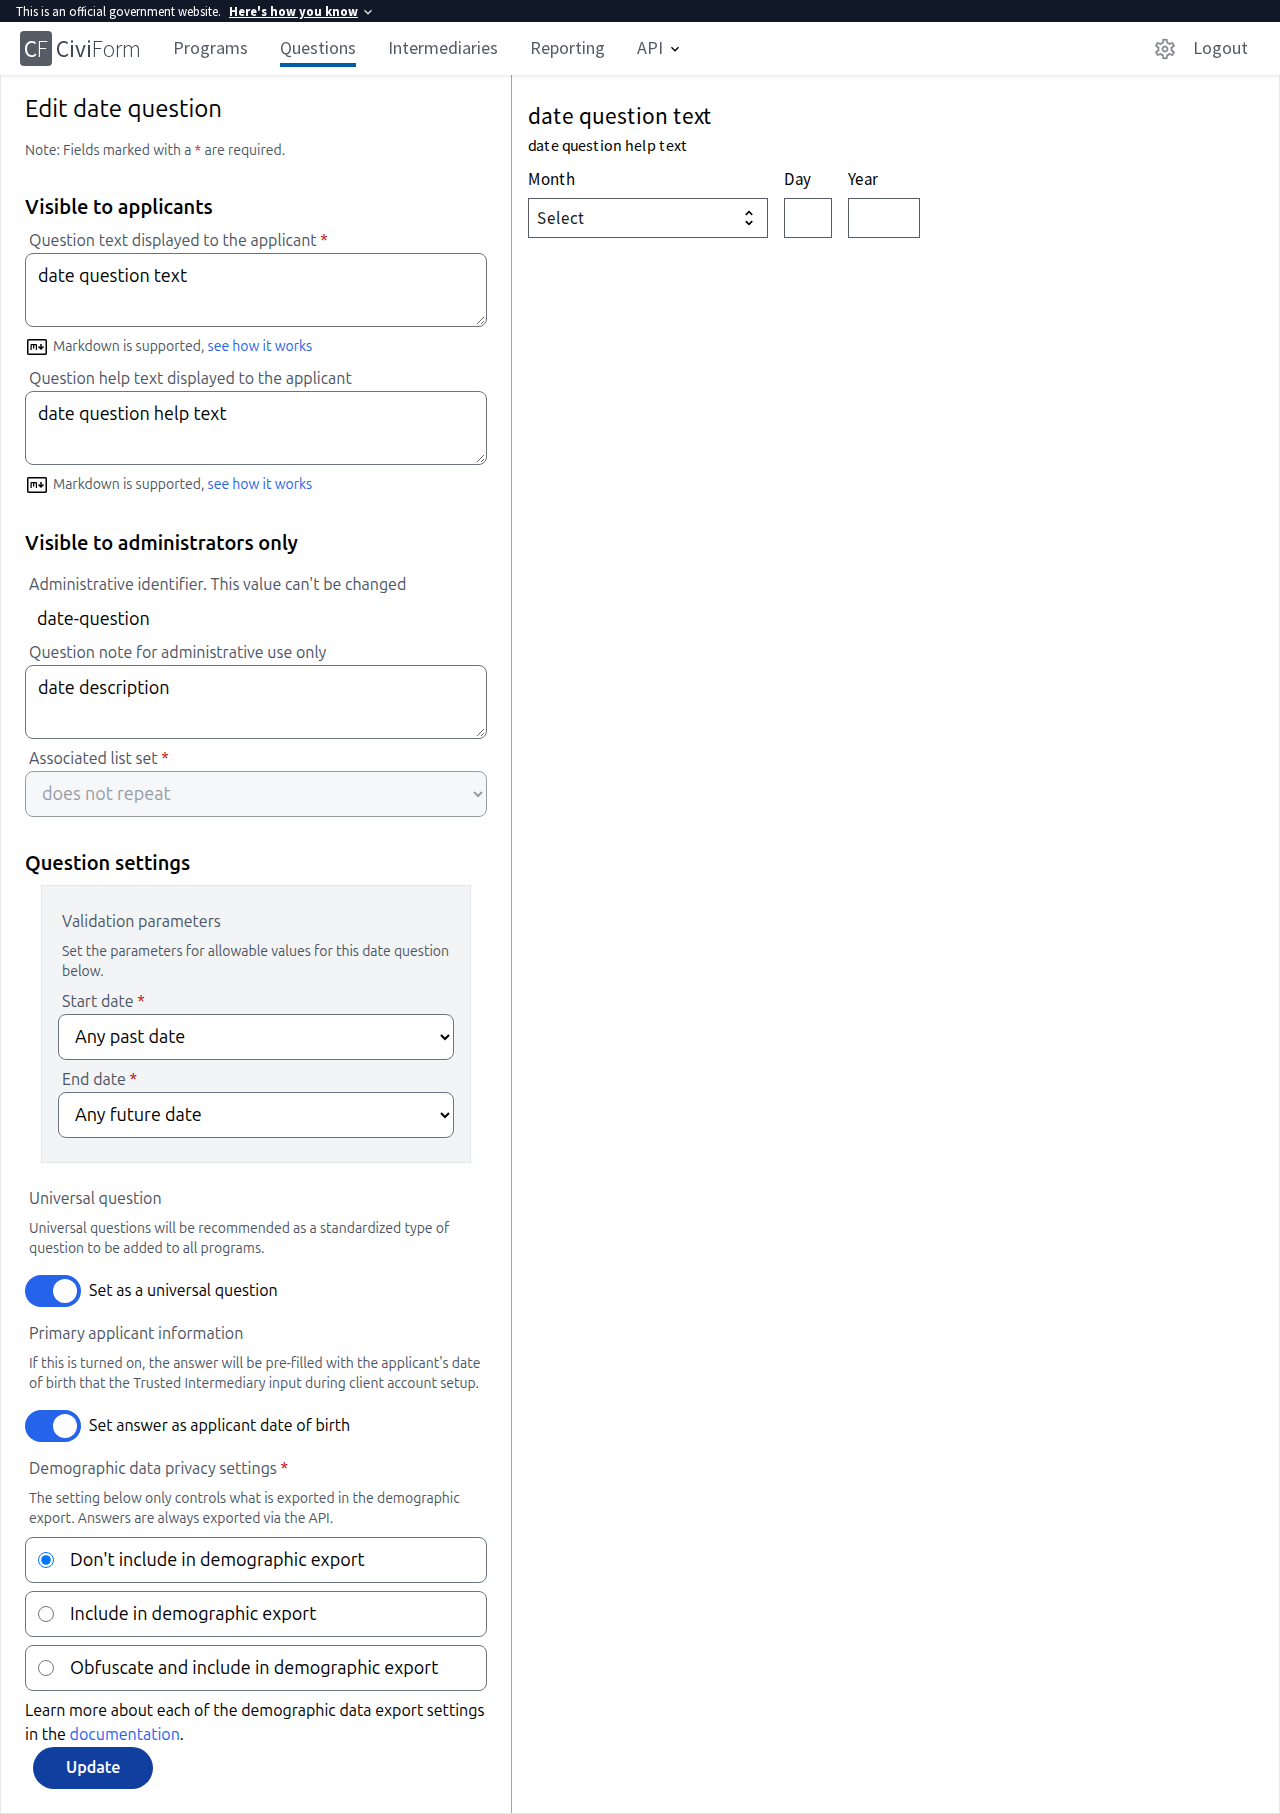 This is an official government website. Here's how you know
CF CiviForm Programs Questions Intermediaries Reporting API Logout
Edit date question
Note: Fields marked with a * are required.
Visible to applicants
Question text displayed to the applicant *
date question text
Markdown is supported, see how it works
Question help text displayed to the applicant
date question help text
Markdown is supported, see how it works
Visible to administrators only
Administrative identifier. This value can't be changed
date-question
Question note for administrative use only
date description
Associated list set *
does not repeat
Question settings
Validation parameters
Set the parameters for allowable values for this date question
below.
Start date *
Any past date
End date *
Any future date
Universal question
Universal questions will be recommended as a standardized type of
question to be added to all programs.
Set as a universal question
Primary applicant information
If this is turned on, the answer will be pre-filled with the applicant's date
of birth that the Trusted Intermediary input during client account setup.
Set answer as applicant date of birth
Demographic data privacy settings *
The setting below only controls what is exported in the demographic
export. Answers are always exported via the API.
Don't include in demographic export
Include in demographic export
Obfuscate and include in demographic export
Learn more about each of the demographic data export settings
in the documentation.
Update
date question text
date question help text
Month Day Year
Select